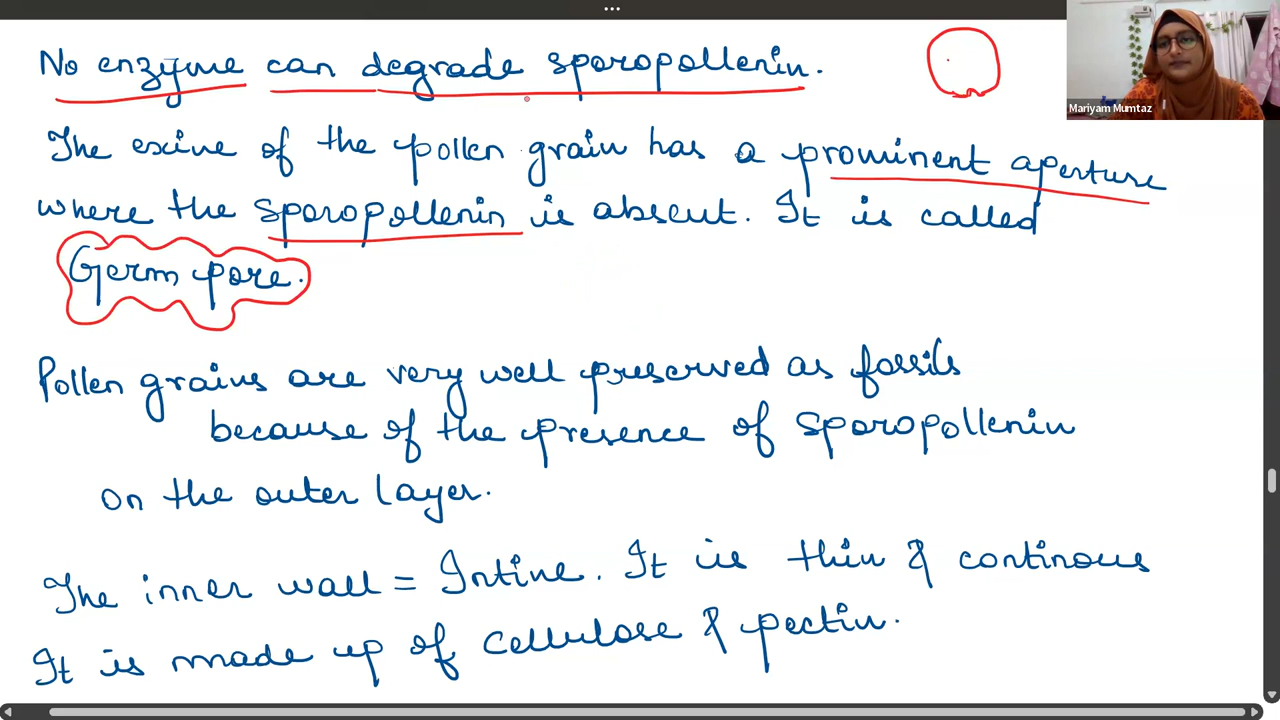 No enzyme can degrade sporopollenin.
Mariyam Mumtaz
The exine of the pollen grain has a prominent aperture
where the sporopollenin is absent. It is called
Germ pore.
Pollen grains are very well preserved as fossils
because of the presence of sporopollenin
on the outer layer.
The inner wall = Intine. It is thin & continous
It is made up of cellulose & pectin.